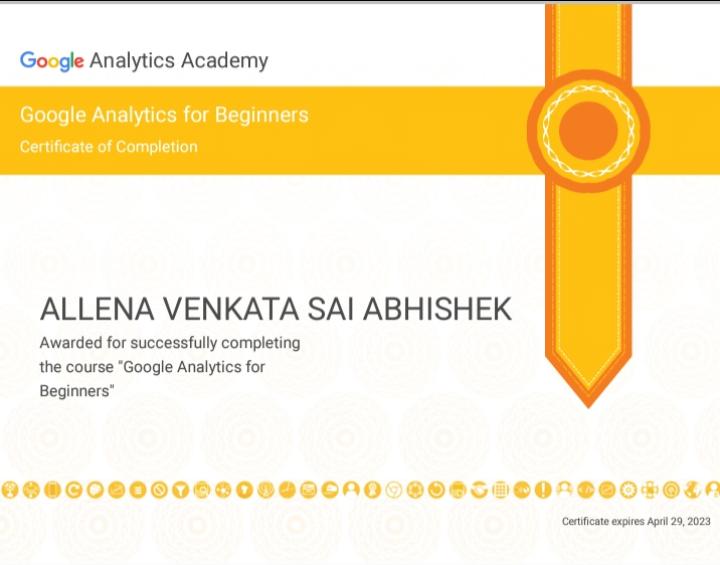 Google Analytics Academy
Google Analytics for Beginners
Certificate of Completion
ALLENA VENKATA SAI ABHISHEK
Awarded for successfully completing
the course "Google Analytics for
Beginners"
Certificate expires April 29, 2023